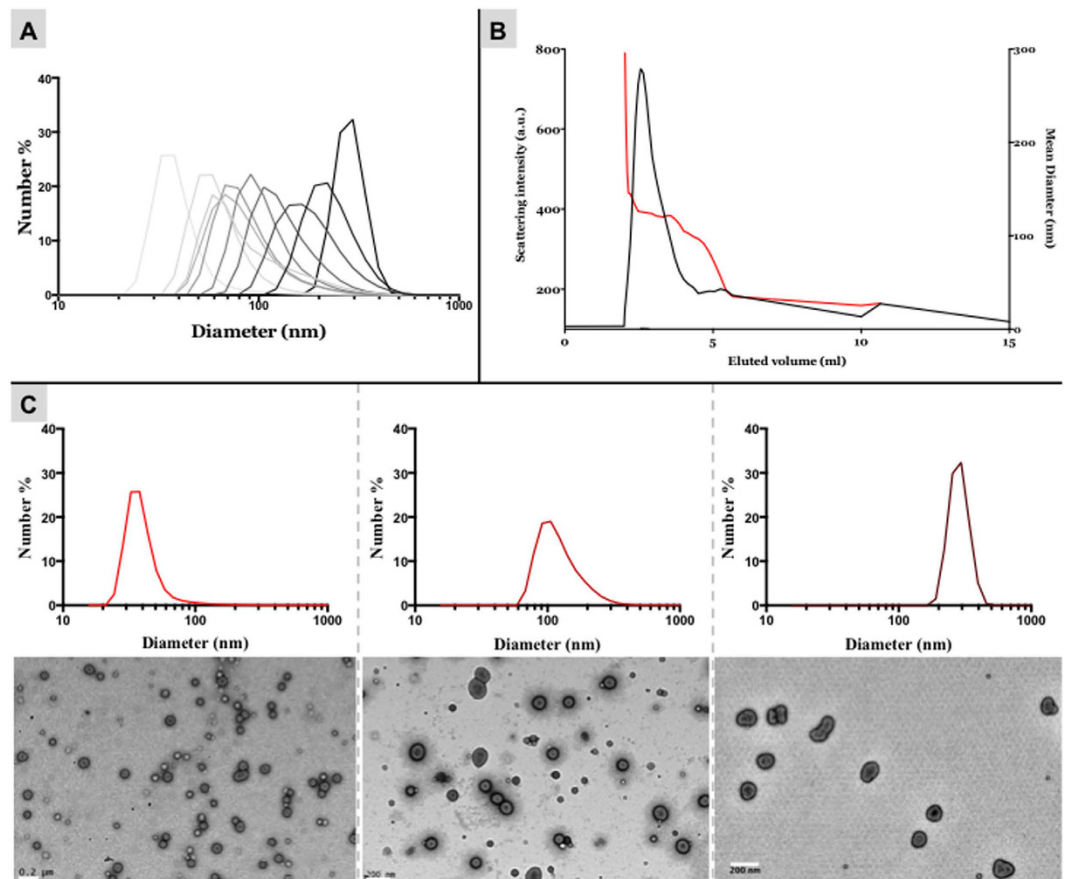 A
B
40
30
20
10
0
10
100
1000
Number %
Diameter (nm)
800
600
400
200
Scattering intensity (a.u.)
300
200
100
0
Mean Diamter (nm)
0
5
10
15
Eluted volume (ml)
C
40
30
20
10
0
10
100
1000
Number %
Diameter (nm)
40
30
20
10
0
10
100
1000
Number %
Diameter (nm)
40
30
20
10
0
10
100
1000
Number %
Diameter (nm)
0.2 µm
200 nm
200 nm